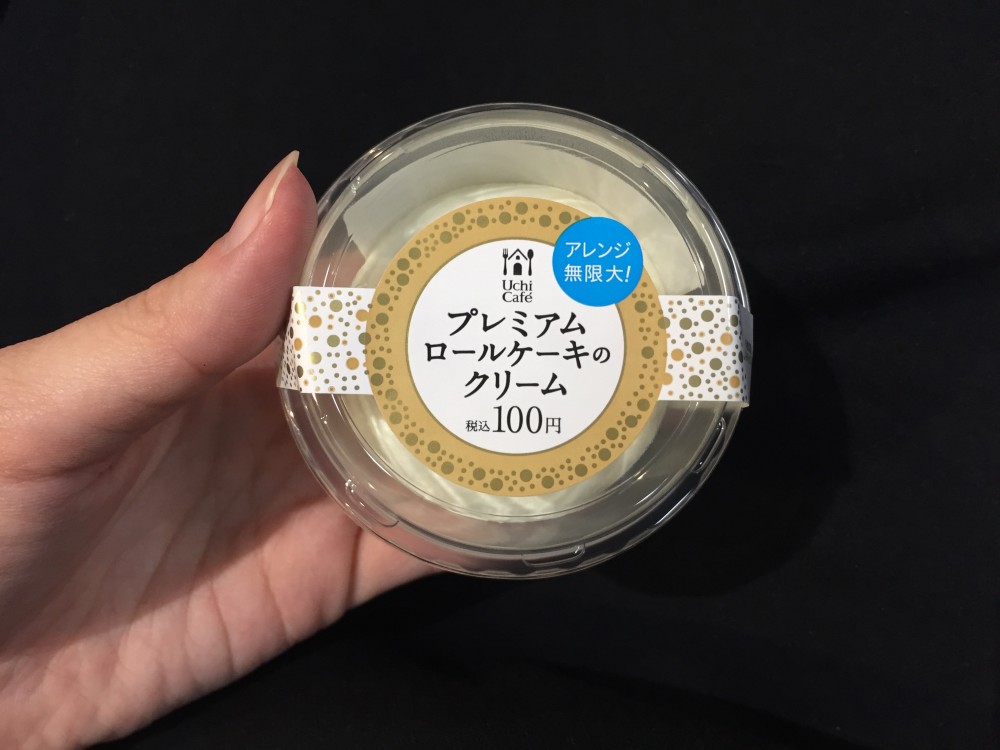 アレンジ
無限大!
Uchi
Café
プレミアム
ロールケーキの
クリーム
税込100円